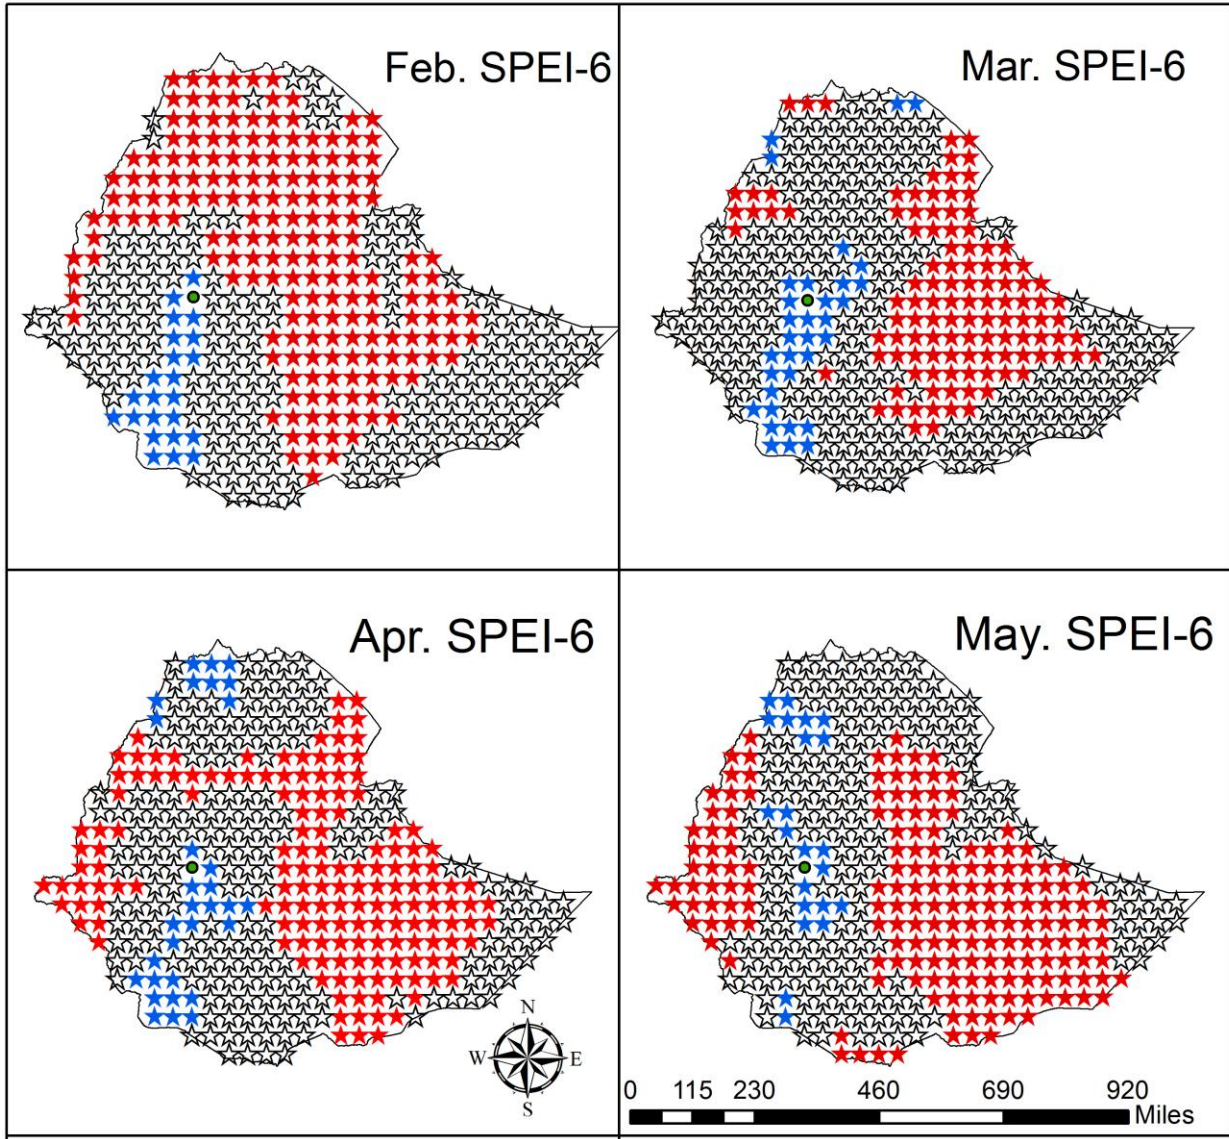 Feb. SPEI-6
Mar. SPEI-6
Apr. SPEI-6
May. SPEI-6
N
W E
S
0 115 230 460 690 920
Miles